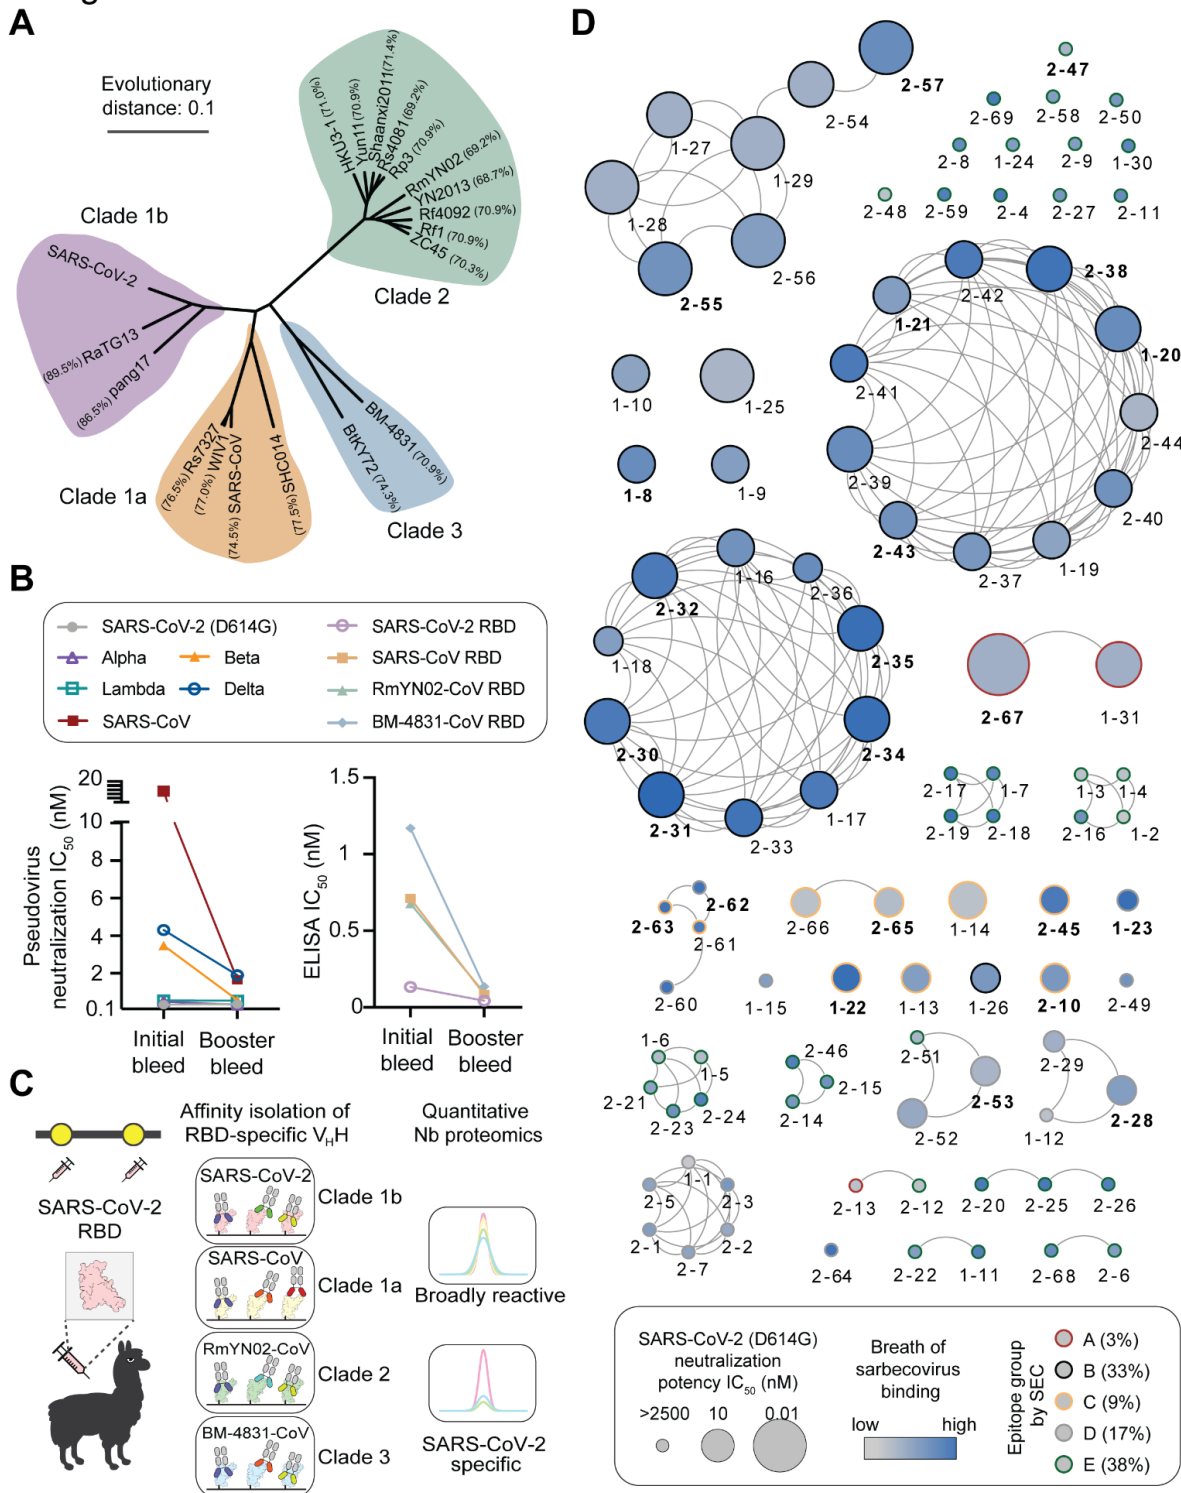 A
Evolutionary
distance: 0.1
Clade 1b
SARS-CoV-2
(89.5%) RaTG13
(86.5%) pang17
HKU3-1 (71.0%)
Yun11 (70.9%)
Shaanxi2011 (71.4%)
Rs4081 (69.2%)
Rp3 (70.9%)
RmYN02 (69.2%)
YN2013 (68.7%)
Rf4092 (70.9%)
Rf1 (70.9%)
ZC45 (70.3%)
Clade 2
Clade 1a
(76.5%) Rs7327
(77.0%) WIV1
(74.5%) SARS-CoV
(77.5%) SHC014
BM-4831 (70.9%)
BtKY72 (74.3%)
Clade 3
B
SARS-CoV-2 (D614G)
Alpha
Beta
Lambda
Delta
SARS-CoV
SARS-CoV-2 RBD
SARS-CoV RBD
RmYN02-CoV RBD
BM-4831-CoV RBD
Pseudovirus
neutralization IC50 (nM)
20
10
8
6
4
2
0.1
Initial
bleed
Booster
bleed
ELISA IC50 (nM)
1.5
1
0.5
0
Initial
bleed
Booster
bleed
C
SARS-CoV-2
RBD
Affinity isolation of
RBD-specific VHH
SARS-CoV-2
Clade 1b
SARS-CoV
Clade 1a
RmYN02-CoV
Clade 2
BM-4831-CoV
Clade 3
Quantitative
Nb proteomics
Broadly reactive
SARS-CoV-2
specific
D
2-57
2-54
1-27
1-29
1-28
2-56
2-55
2-47
2-69
2-58
2-50
2-8
1-24
2-9
1-30
2-48
2-59
2-4
2-27
2-11
1-10
1-25
1-8
1-9
2-42
2-38
1-21
1-20
2-41
2-44
2-39
2-40
2-43
2-37
1-19
1-16
2-36
2-32
1-18
2-35
2-30
2-34
2-31
2-33
1-17
2-67
1-31
2-17
1-7
2-19
2-18
1-3
1-4
2-16
1-2
2-62
2-63
2-61
2-60
2-66
2-65
1-14
2-45
1-23
1-15
1-22
1-13
1-26
2-10
2-49
1-6
1-5
2-21
2-24
2-23
2-46
2-15
2-14
2-51
2-53
2-52
2-29
2-28
1-12
1-1
2-5
2-3
2-1
2-2
2-7
2-13
2-12
2-20
2-25
2-26
2-64
2-22
1-11
2-68
2-6
SARS-CoV-2 (D614G)
neutralization
potency IC50 (nM)
>2500
10
0.01
Breath of
sarbecovirus
binding
low
high
Epitope group
by SEC
A (3%)
B (33%)
C (9%)
D (17%)
E (38%)